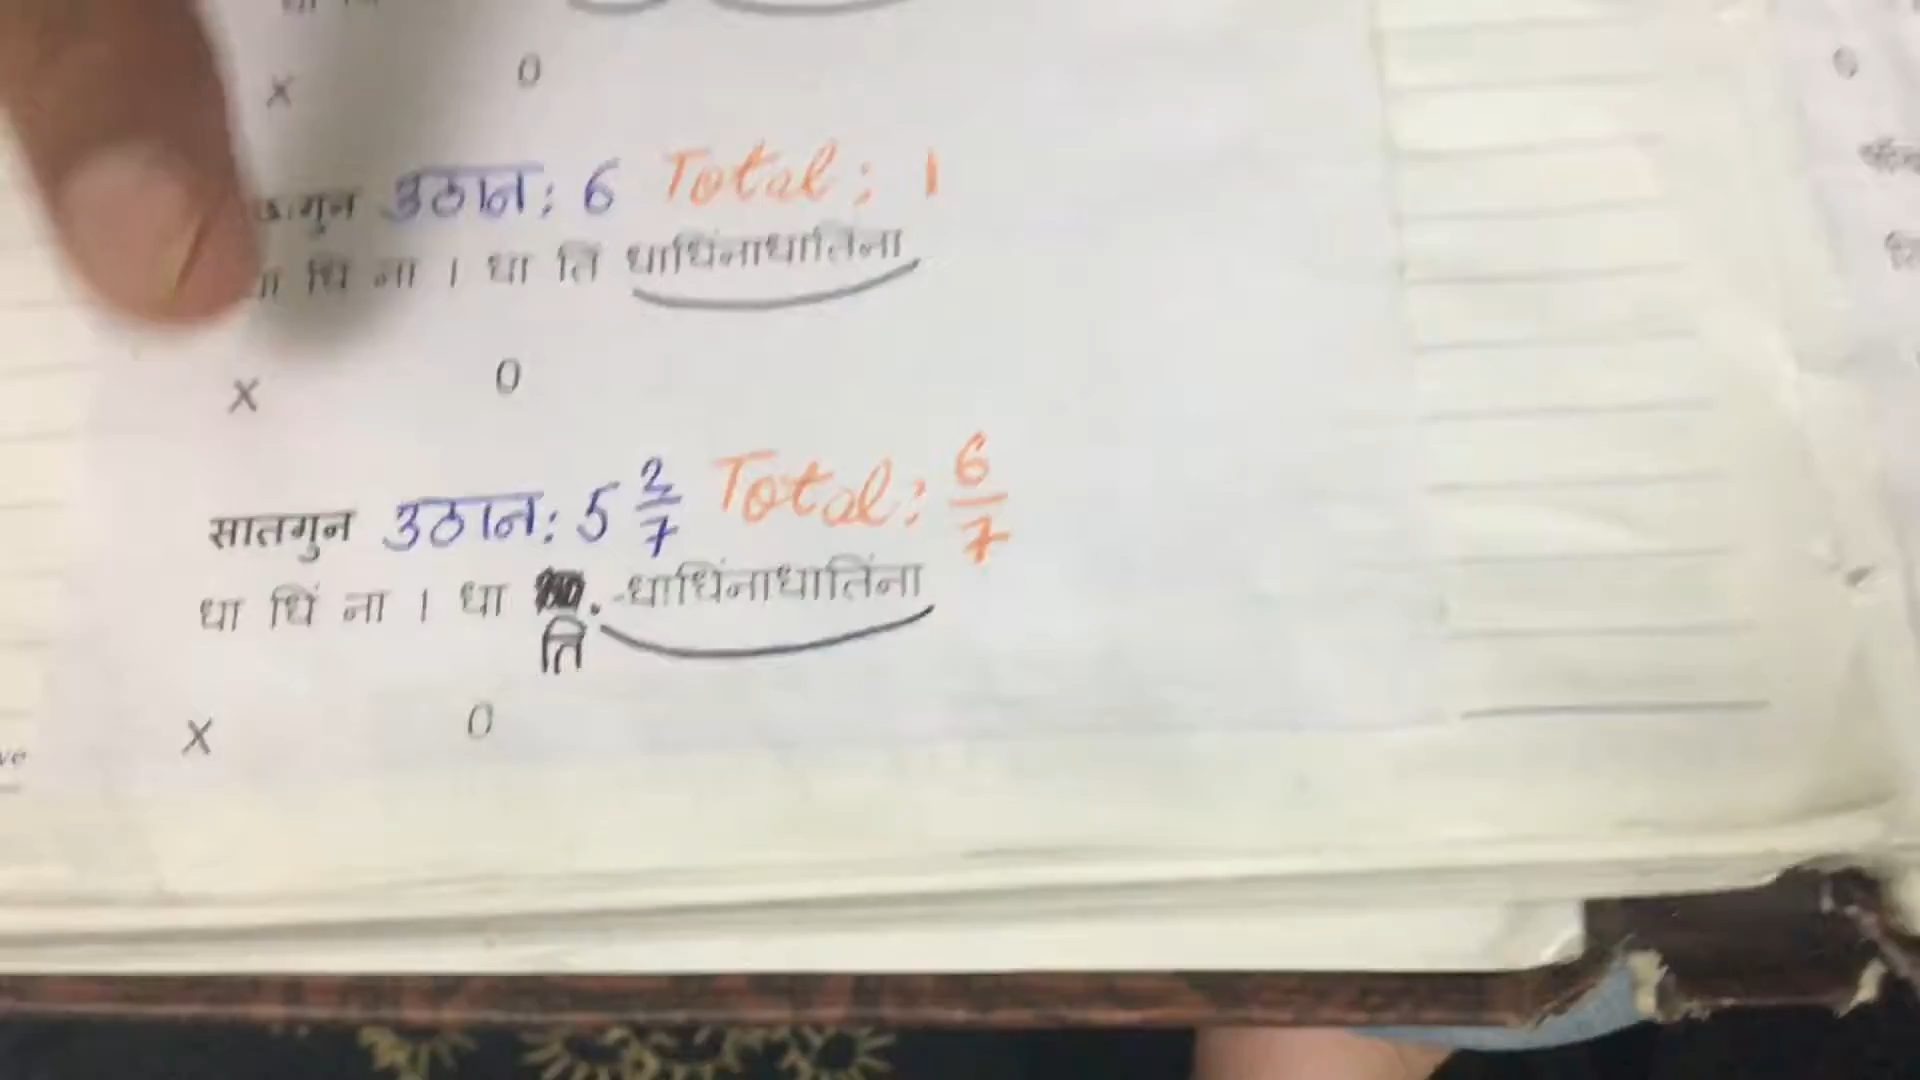 X 0
छःगुन उठान: 6 Total: 1
धि ना । धा ति धाधिंनाधातिंना
X 0
सातगुन उठान: 5 2/7 Total: 6/7
धा धिं ना । धा . -धाधिंनाधातिंना
ति
X 0